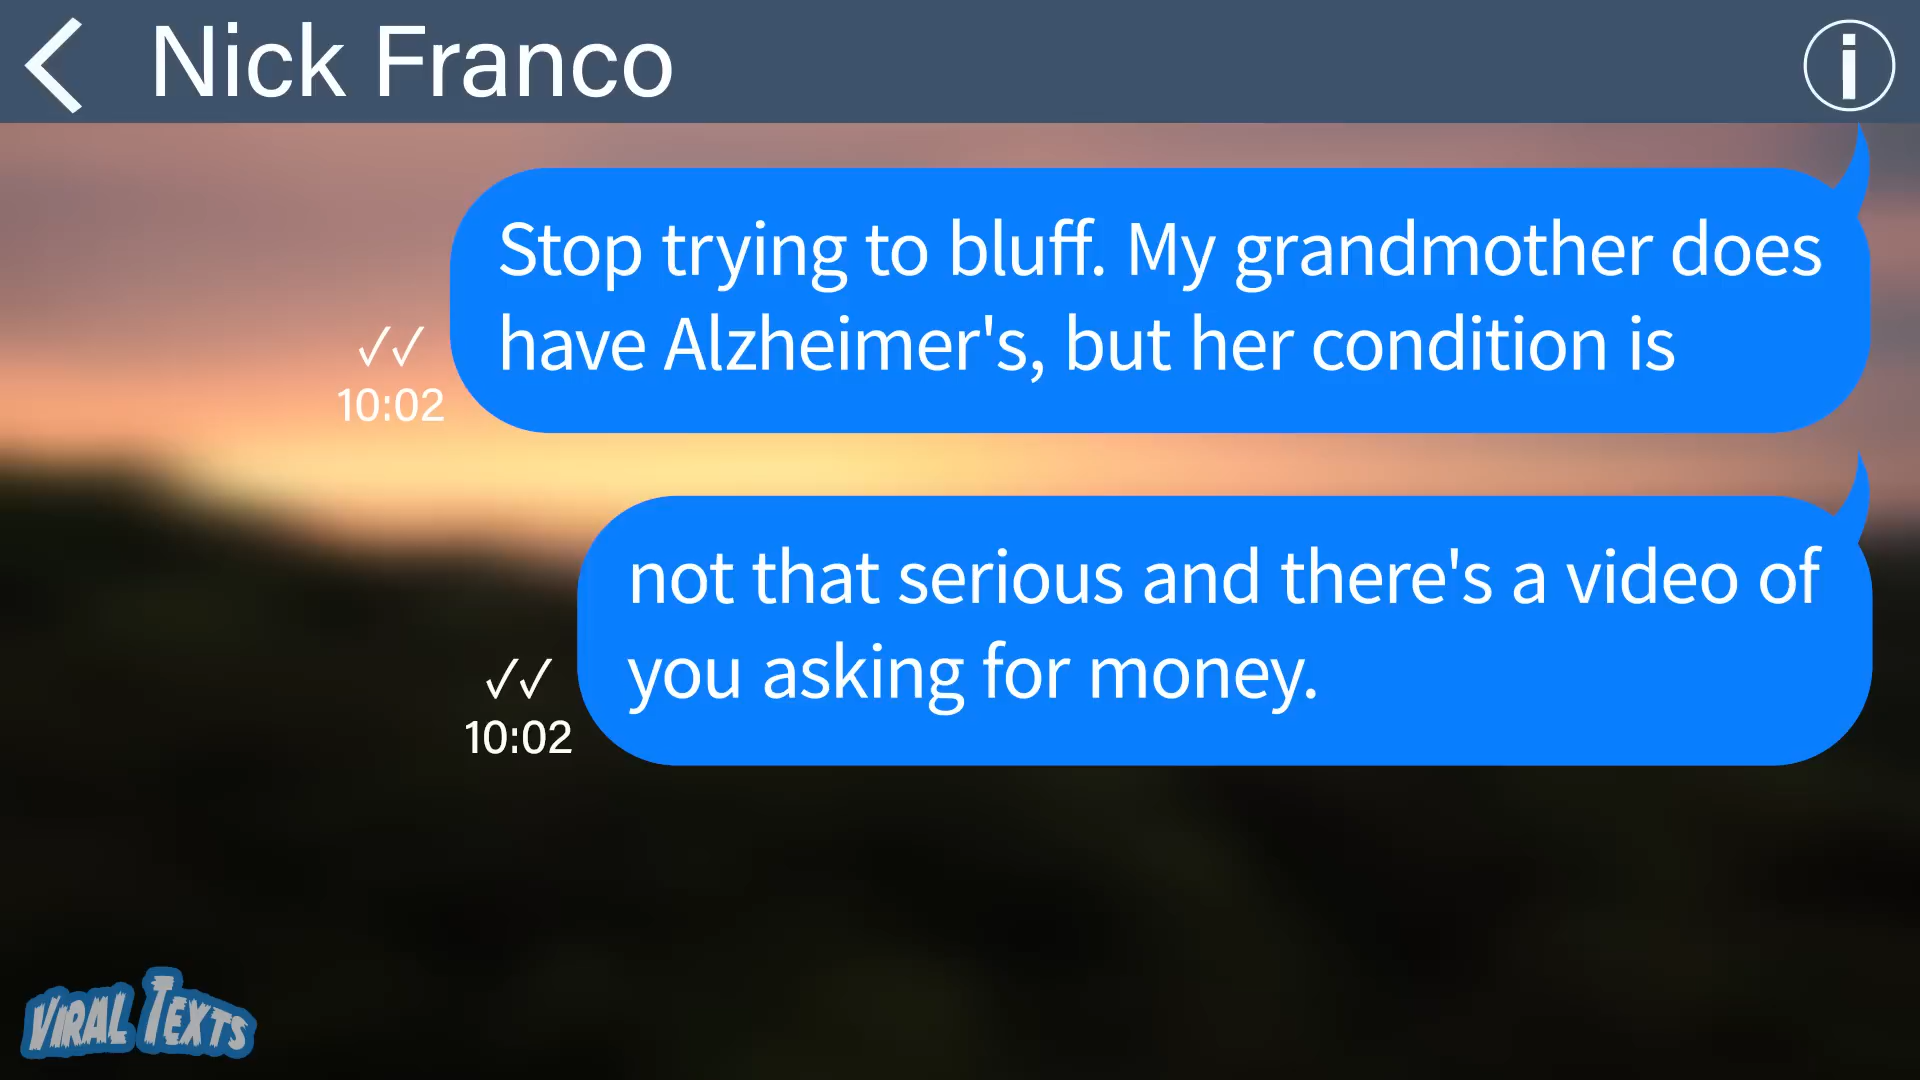 Nick Franco
Stop trying to bluff. My grandmother does
have Alzheimer's, but her condition is
✓✓
10:02
not that serious and there's a video of
you asking for money.
✓✓
10:02
VIRAL TEXTS